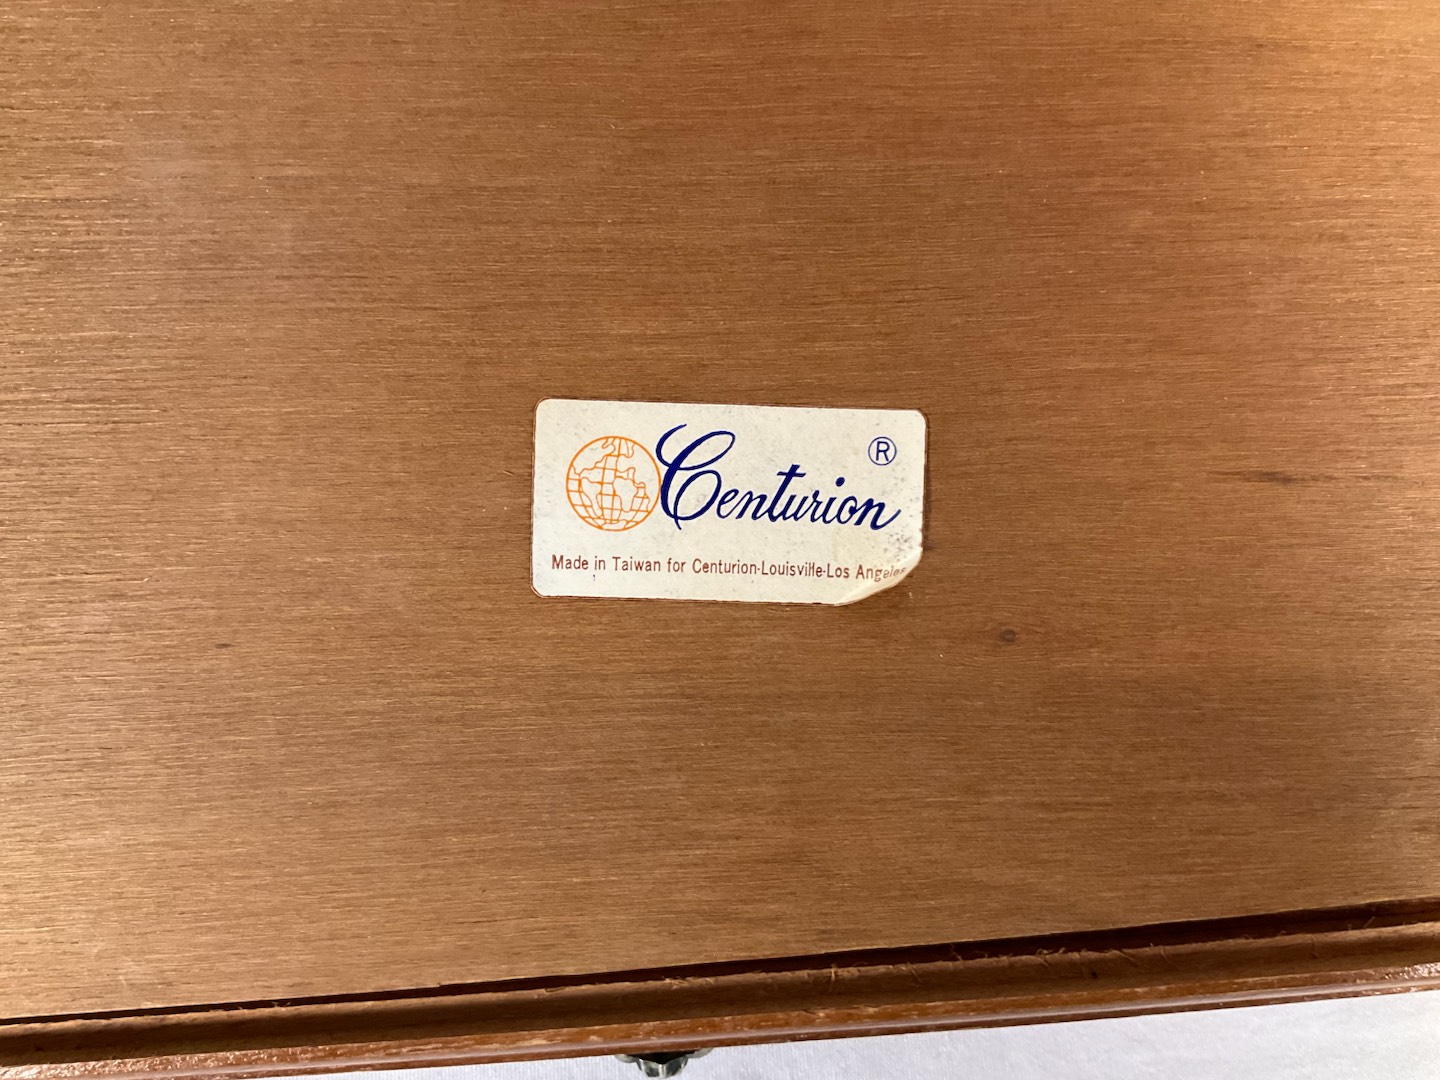 Centurion ®
Made in Taiwan for Centurion·Louisville·Los Angeles